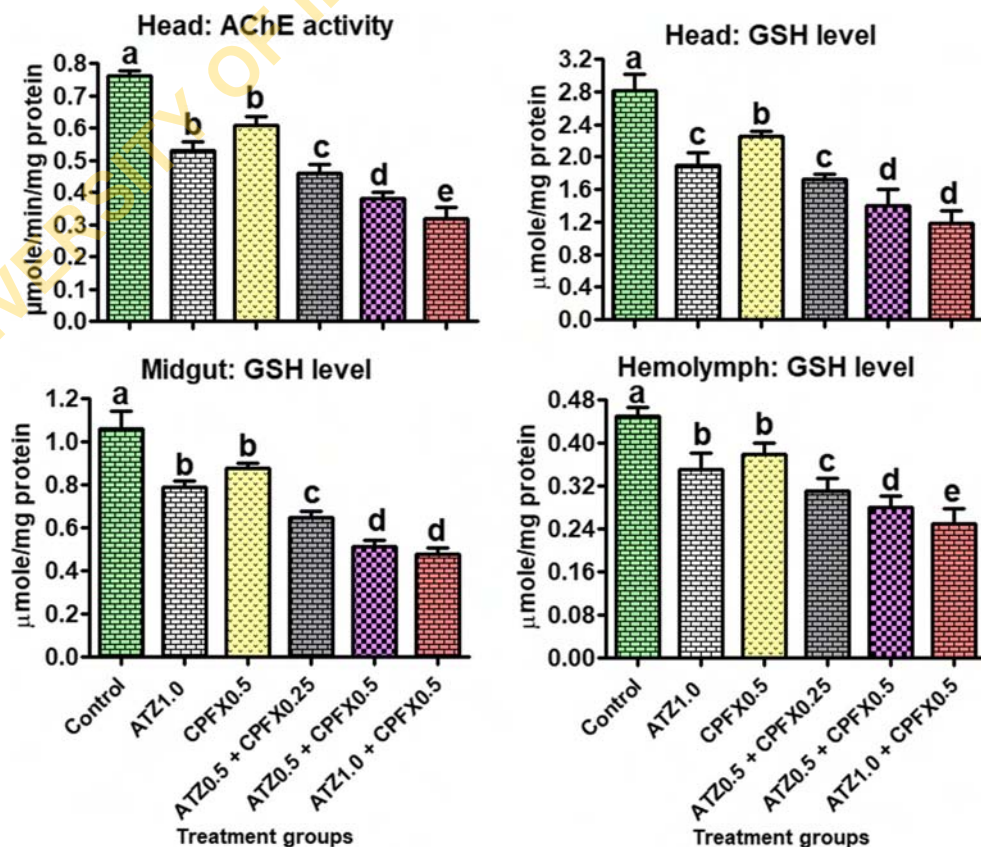 Head: AChE activity
μmole/min/mg protein
0.8
0.7
0.6
0.5
0.4
0.3
0.2
0.1
0.0
a
b
b
c
d
e
Head: GSH level
μmole/mg protein
3.2
2.8
2.4
2.0
1.6
1.2
0.8
0.4
0.0
a
c
b
c
d
d
Midgut: GSH level
μmole/mg protein
1.2
1.0
0.8
0.6
0.4
0.2
0.0
a
b
b
c
d
d
Control
ATZ1.0
CPFX0.5
ATZ0.5 + CPFX0.25
ATZ0.5 + CPFX0.5
ATZ1.0 + CPFX0.5
Treatment groups
Hemolymph: GSH level
μmole/mg protein
0.48
0.40
0.32
0.24
0.16
0.08
0.00
a
b
b
c
d
e
Control
ATZ1.0
CPFX0.5
ATZ0.5 + CPFX0.25
ATZ0.5 + CPFX0.5
ATZ1.0 + CPFX0.5
Treatment groups
VERSITY OF I